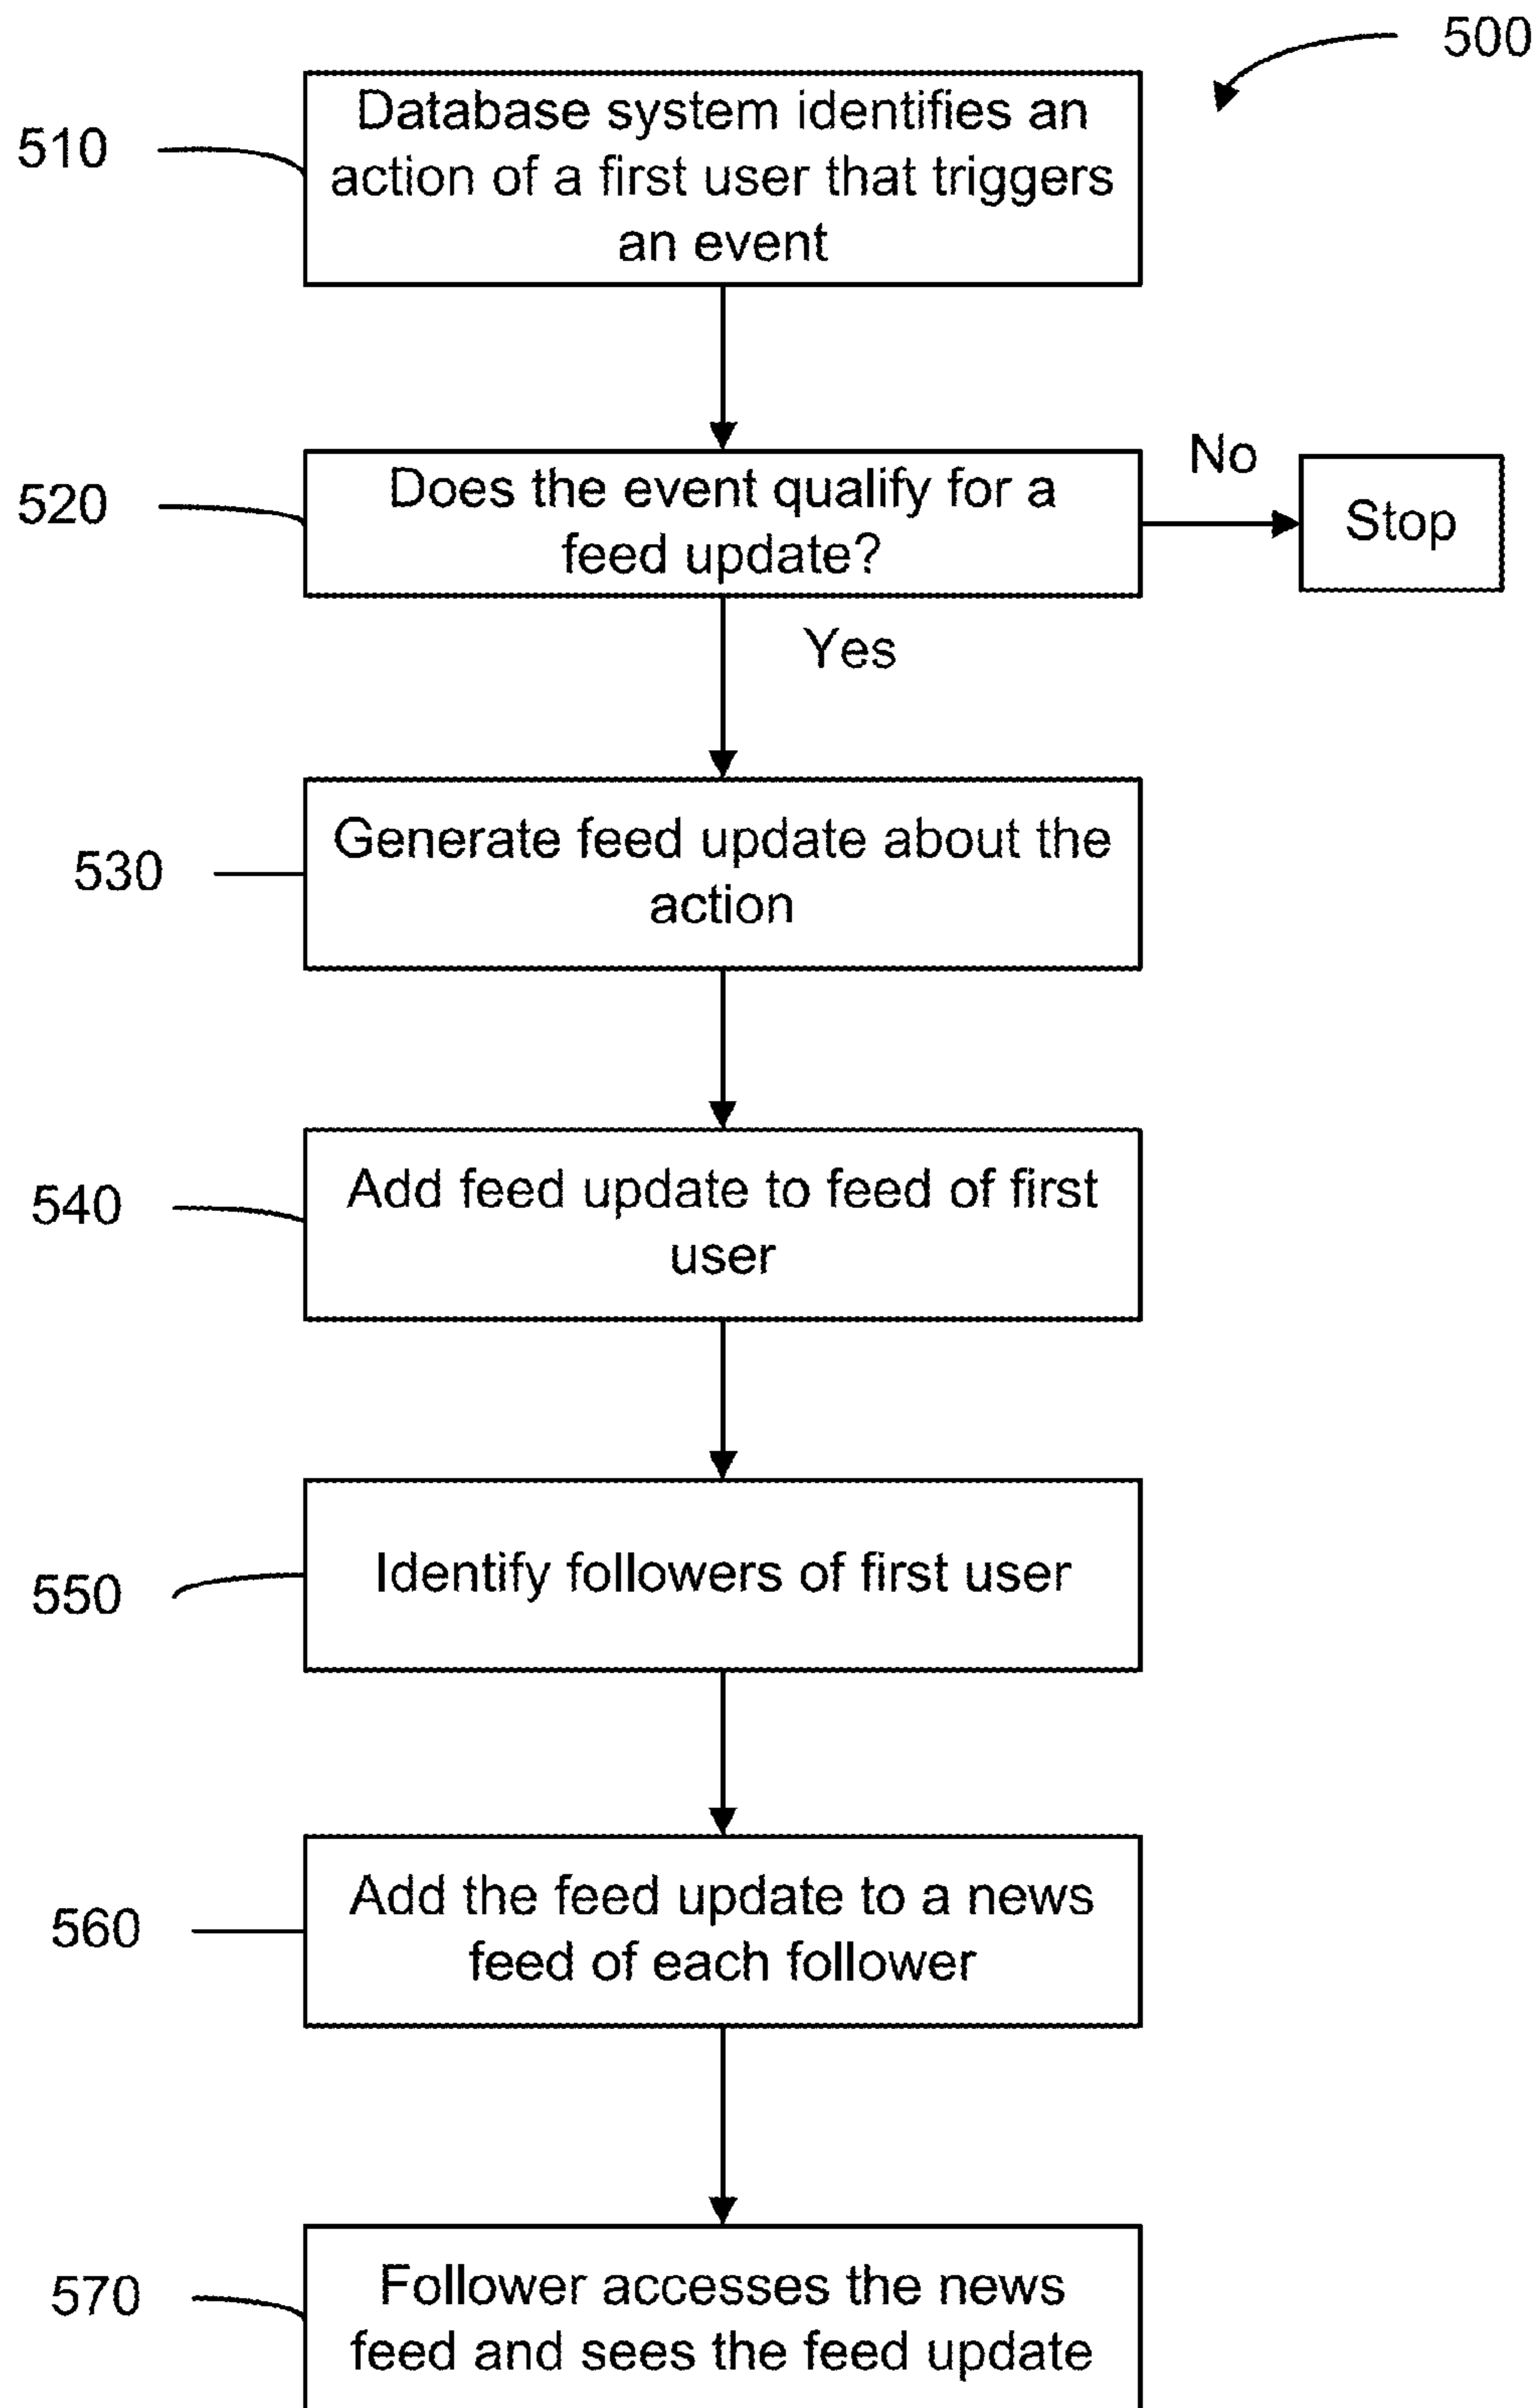 500
510
Database system identifies an
action of a first user that triggers
an event
520
Does the event qualify for a
feed update?
No
Stop
Yes
530
Generate feed update about the
action
540
Add feed update to feed of first
user
550
Identify followers of first user
560
Add the feed update to a news
feed of each follower
570
Follower accesses the news
feed and sees the feed update